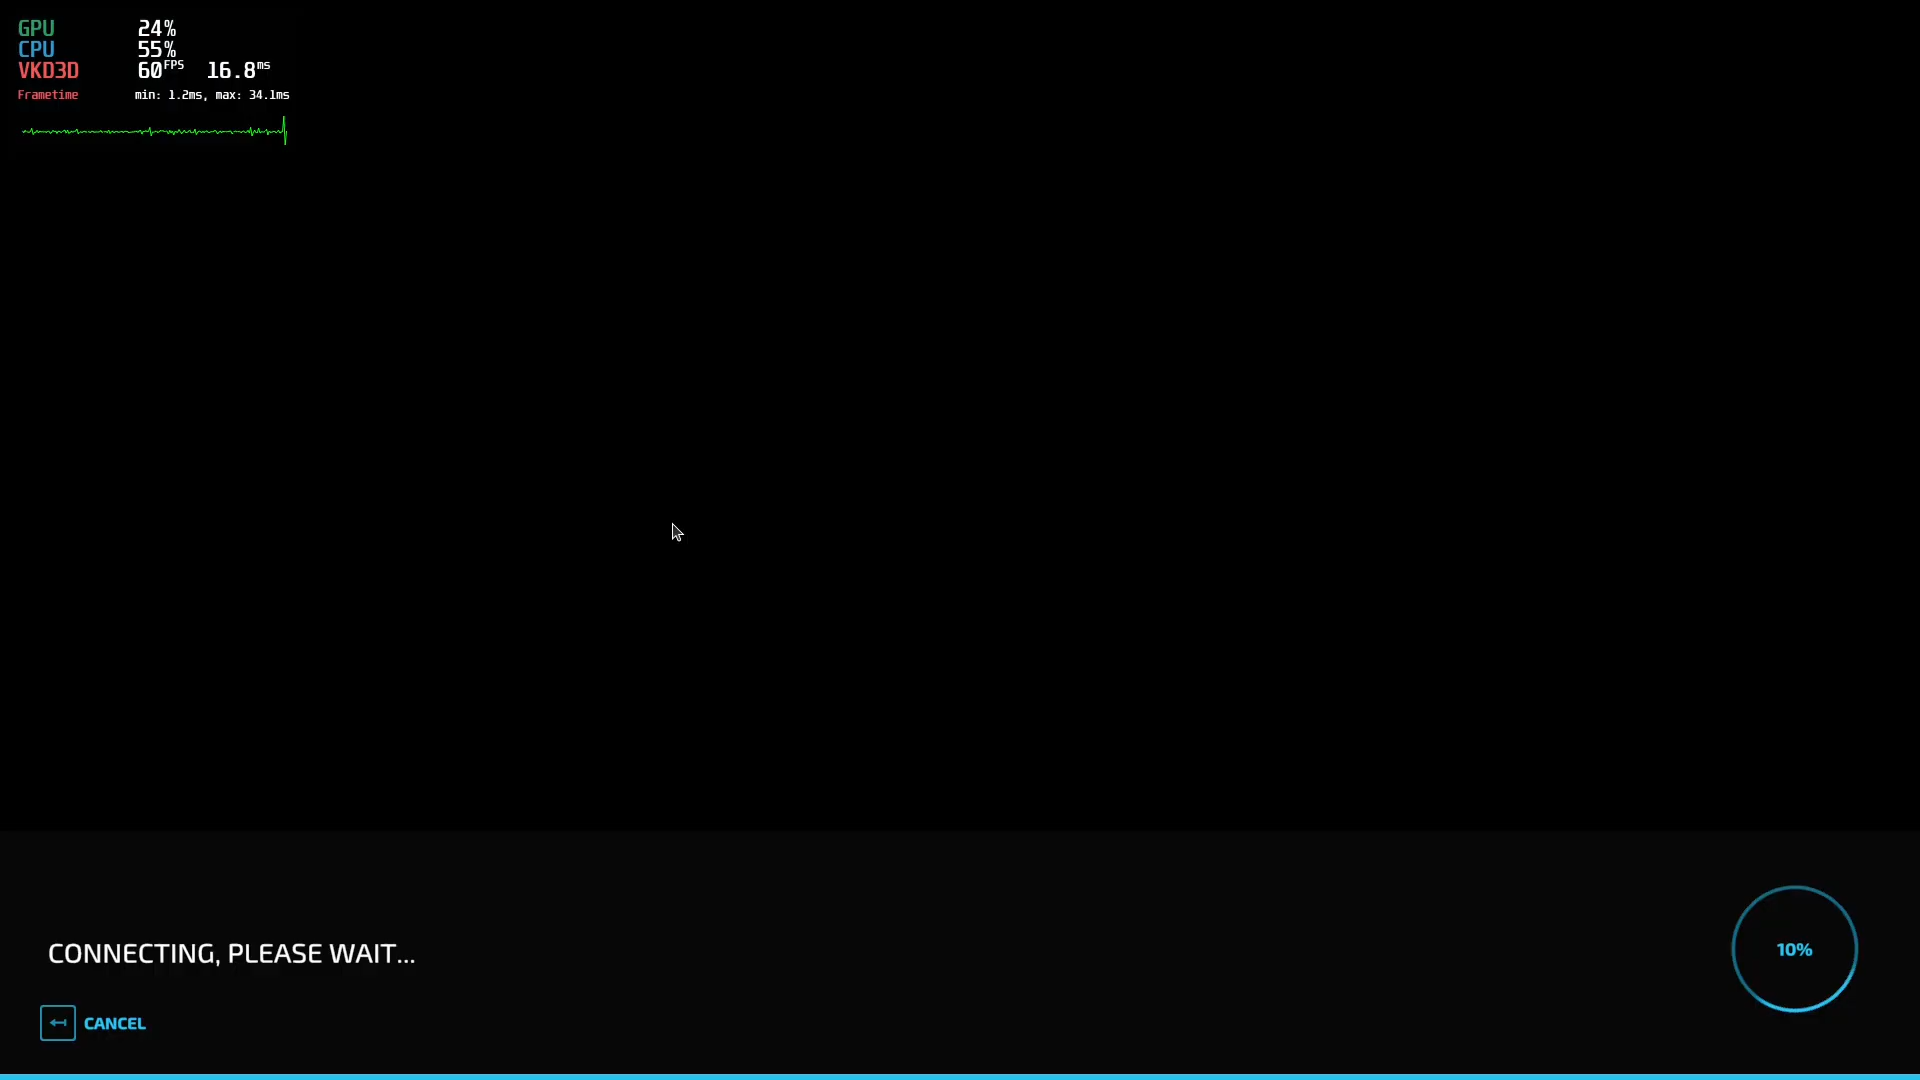 GPU 24%
CPU 55%
VKD3D 60FPS 16.8ms
Frametime min: 1.2ms, max: 34.1ms
CONNECTING, PLEASE WAIT...
10%
CANCEL